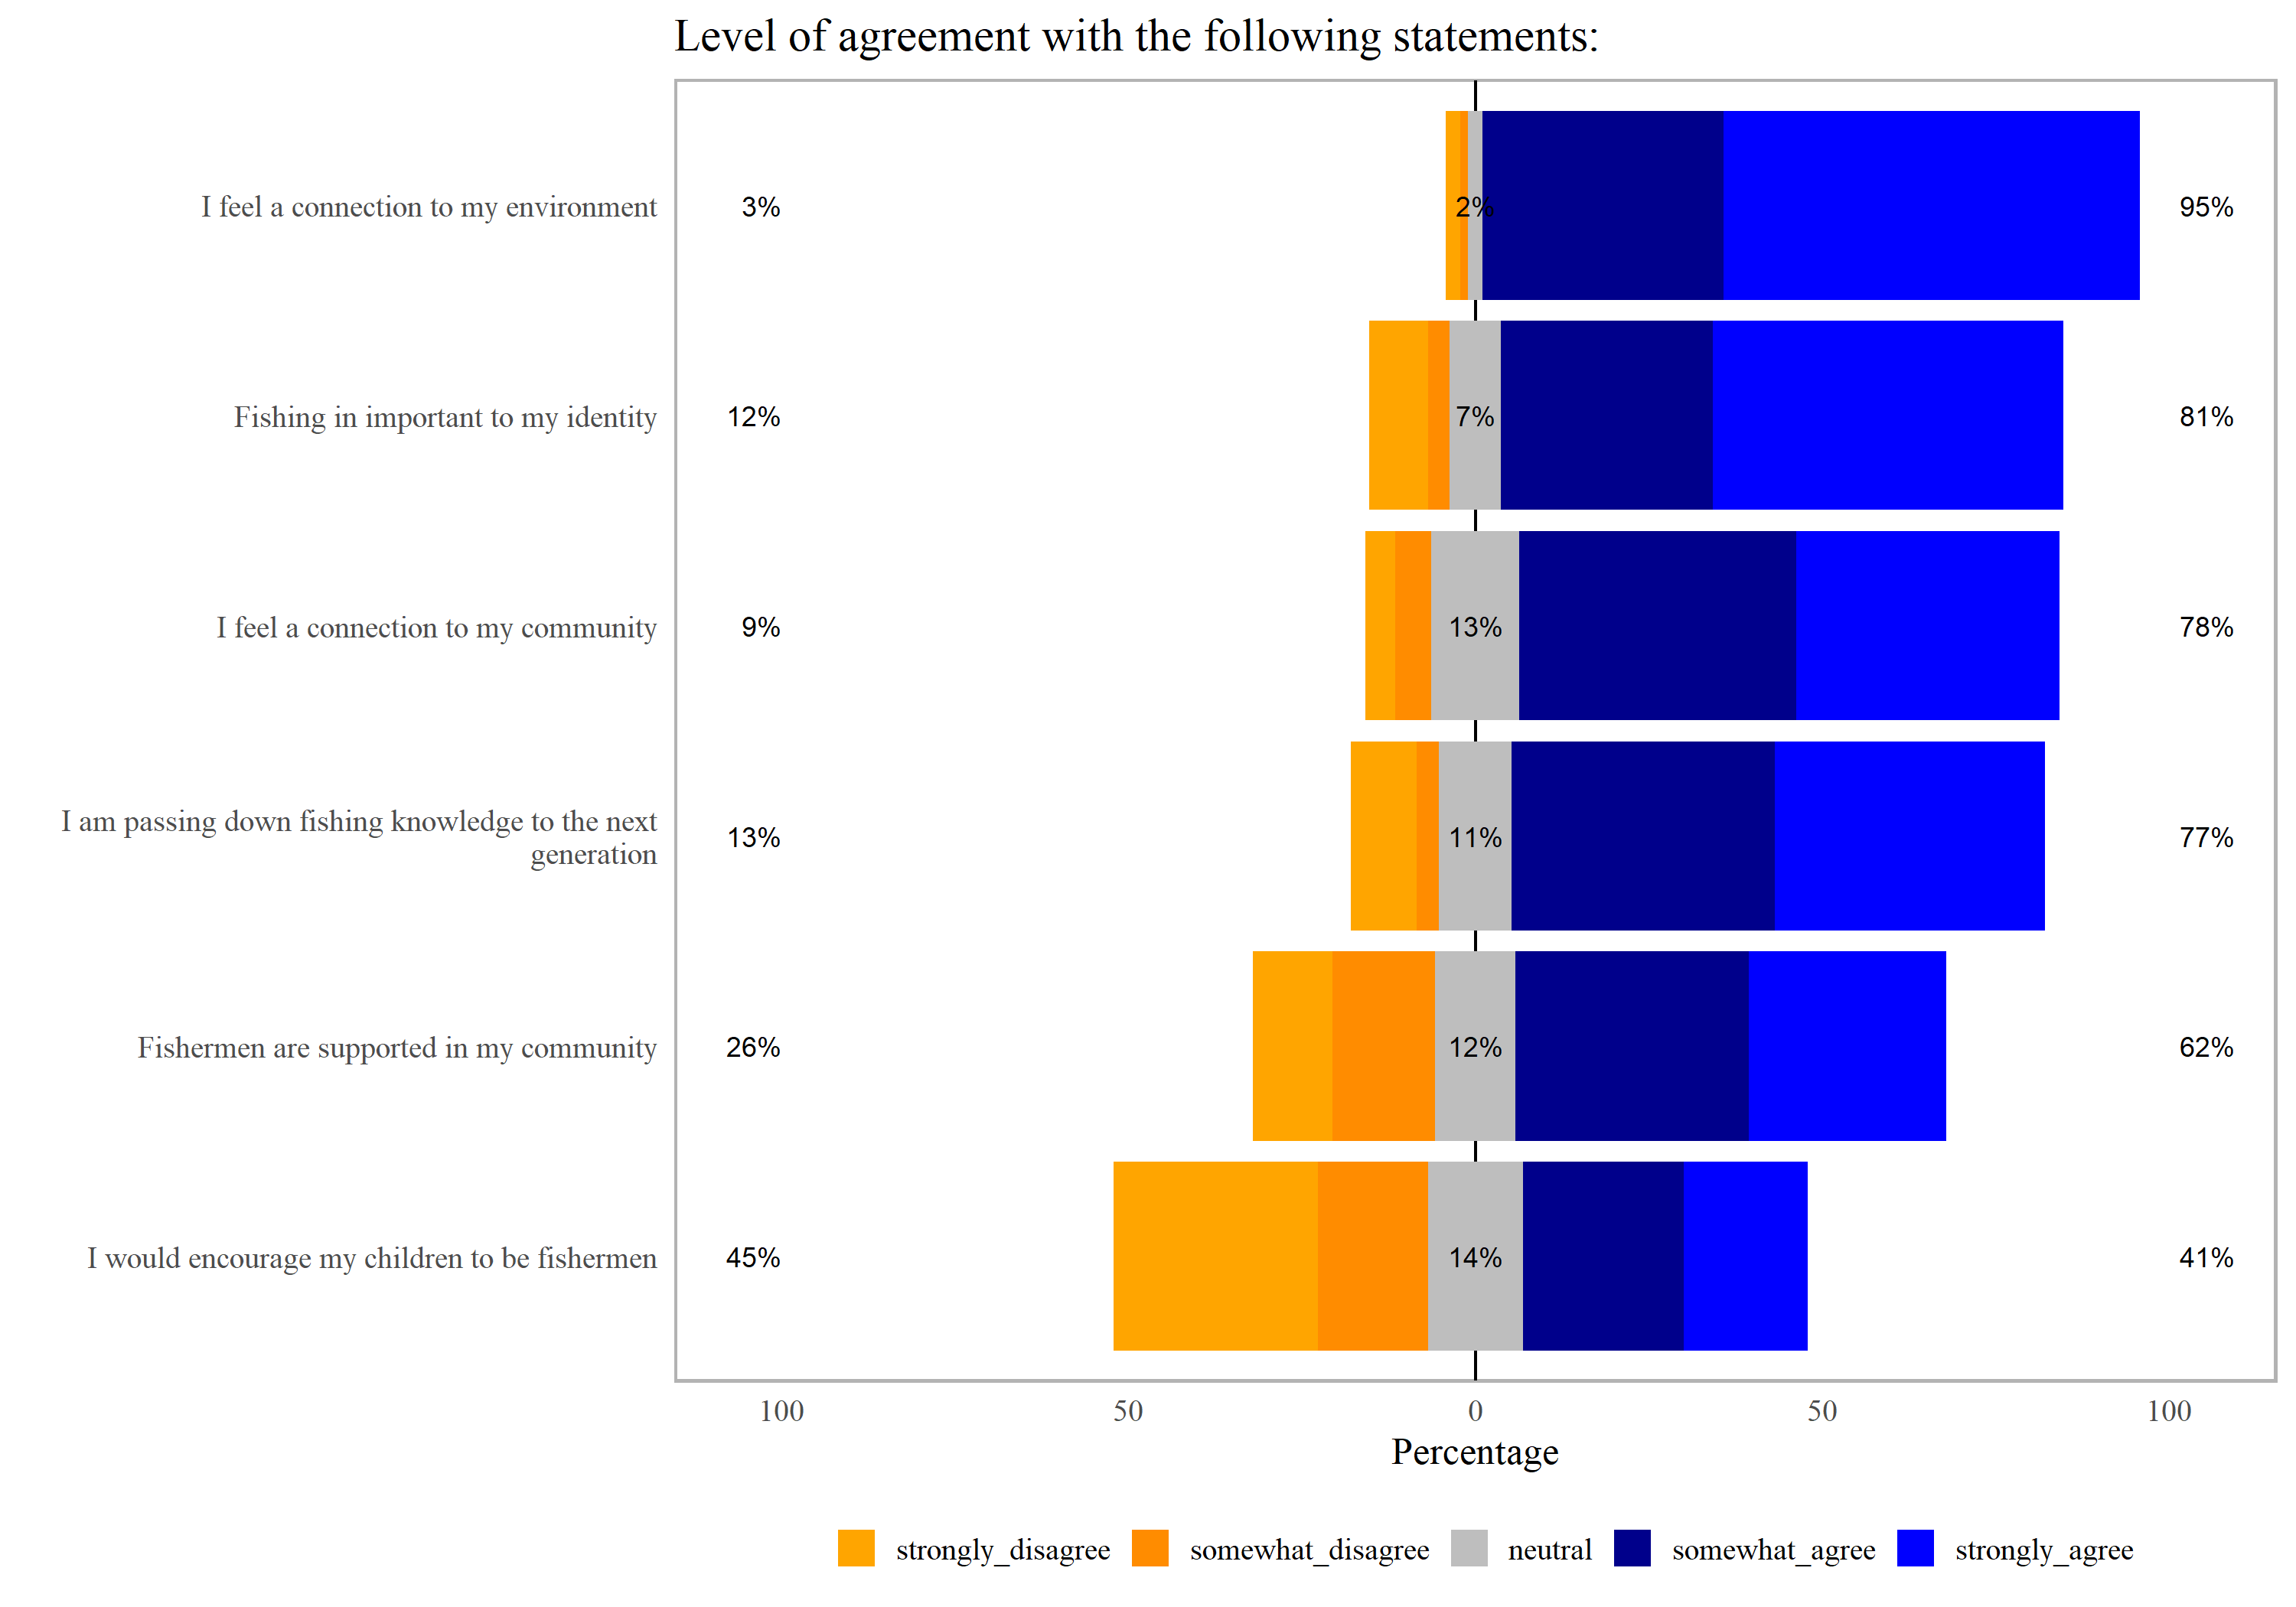 Level of agreement with the following statements:
I feel a connection to my environment
3%
2%
95%
Fishing in important to my identity
12%
7%
81%
I feel a connection to my community
9%
13%
78%
I am passing down fishing knowledge to the next
generation
13%
11%
77%
Fishermen are supported in my community
26%
12%
62%
I would encourage my children to be fishermen
45%
14%
41%
100 50 0 50 100
Percentage
strongly_disagree somewhat_disagree neutral somewhat_agree strongly_agree